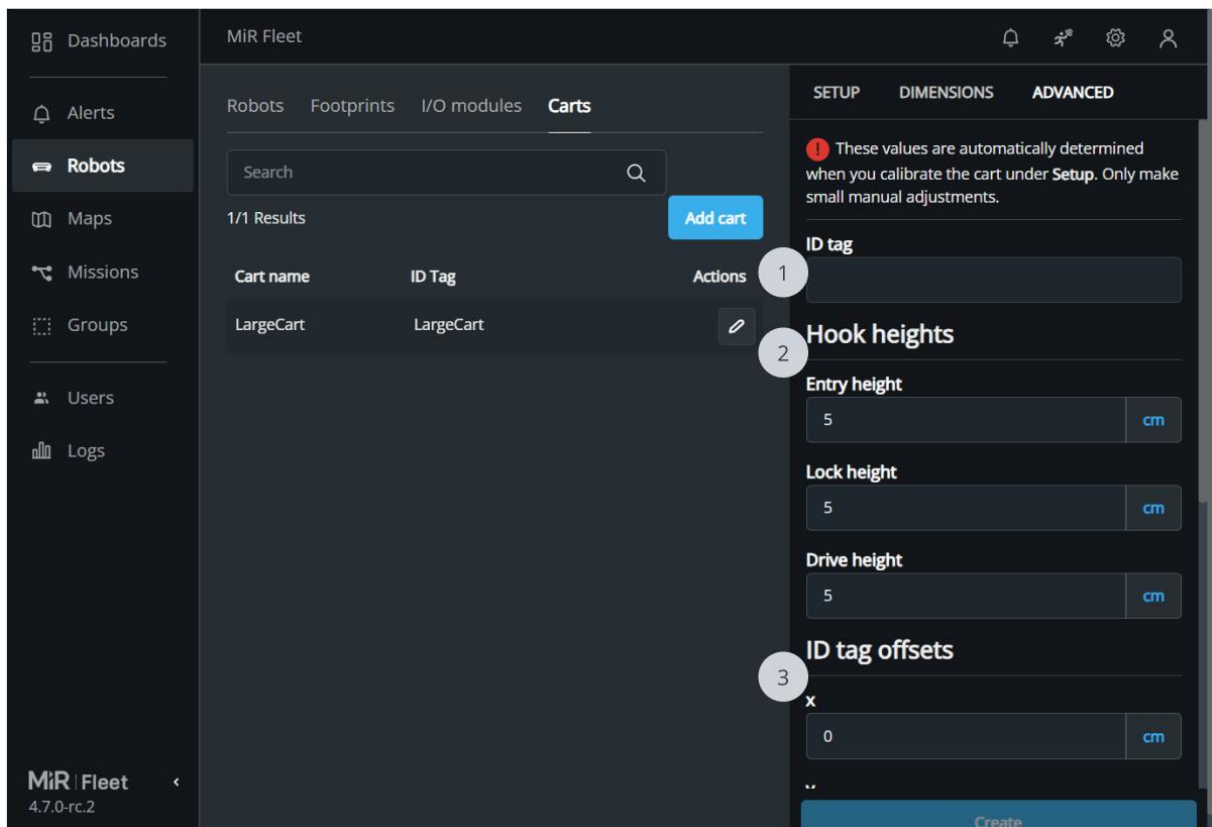 Dashboards
MiR Fleet
Alerts
Robots
Maps
Missions
Groups
Users
Logs
MiR Fleet
4.7.0-rc.2
Robots Footprints I/O modules Carts
Search
1/1 Results
Add cart
Cart name ID Tag Actions
LargeCart LargeCart
SETUP DIMENSIONS ADVANCED
! These values are automatically determined
when you calibrate the cart under Setup. Only make
small manual adjustments.
1
ID tag
2
Hook heights
Entry height
5 cm
Lock height
5 cm
Drive height
5 cm
3
ID tag offsets
x
0 cm
Create